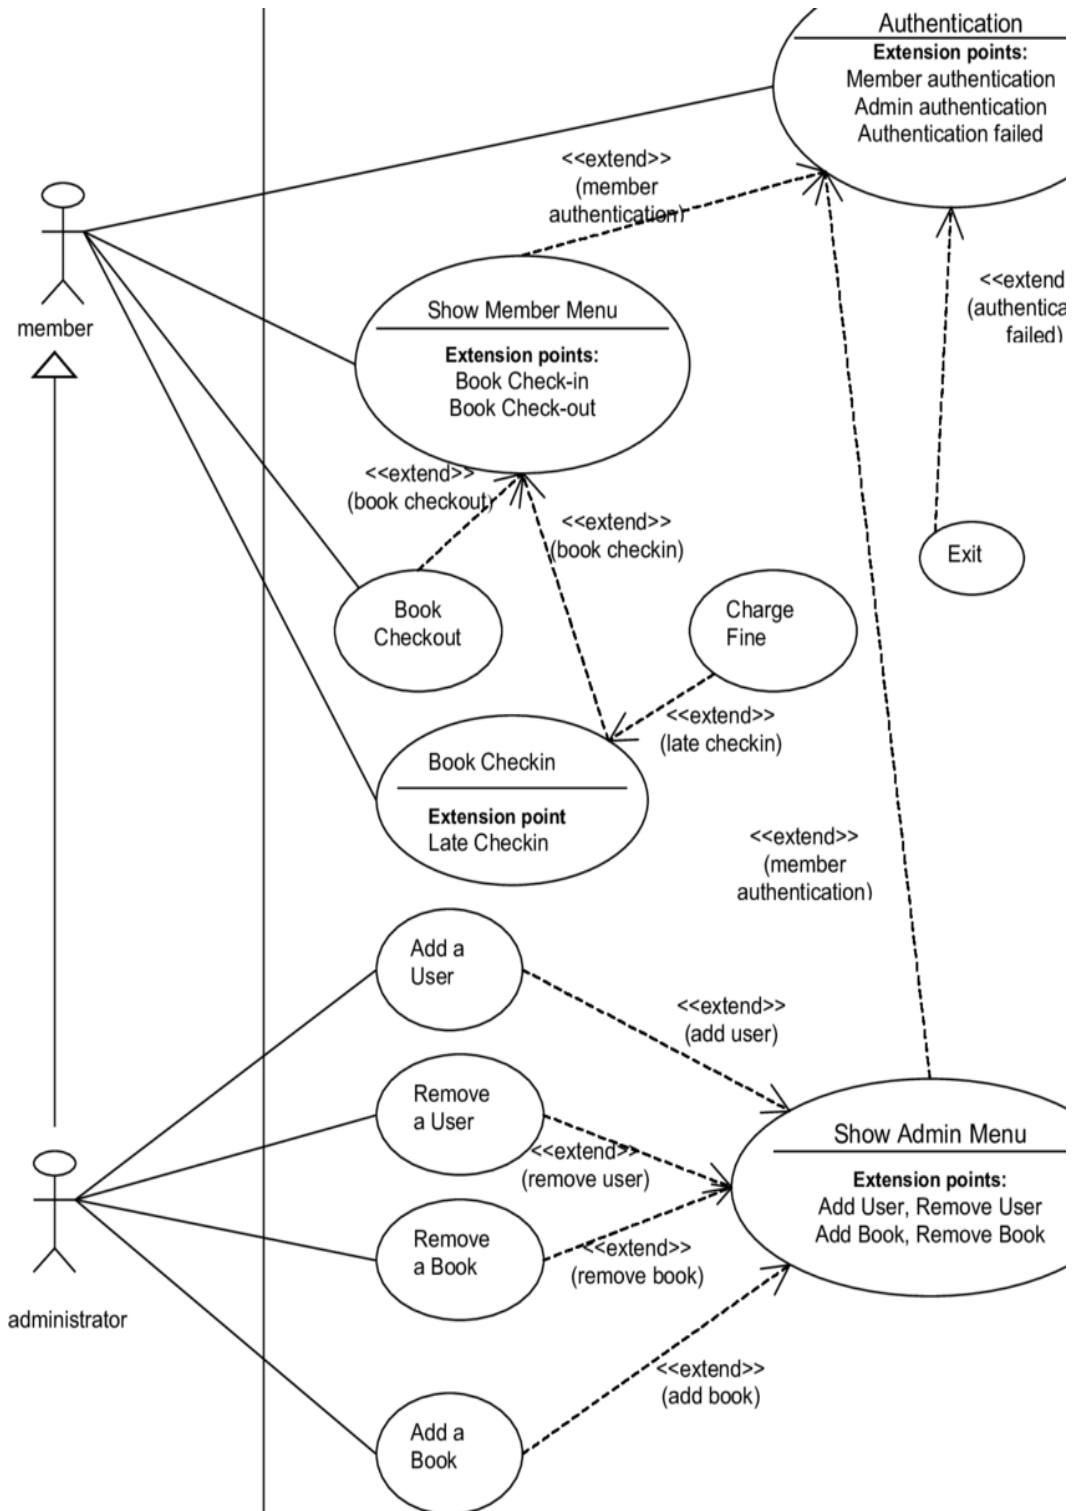 Authentication
Extension points:
Member authentication
Admin authentication
Authentication failed
<<extend>>
(member
authentication)
member
Show Member Menu
Extension points:
Book Check-in
Book Check-out
<<extend
(authentica
failed)
<<extend>>
(book checkout)
<<extend>>
(book checkin)
Exit
Book
Checkout
Charge
Fine
<<extend>>
(late checkin)
Book Checkin
Extension point
Late Checkin
<<extend>>
(member
authentication)
Add a
User
<<extend>>
(add user)
Remove
a User
<<extend>>
(remove user)
Show Admin Menu
Extension points:
Add User, Remove User
Add Book, Remove Book
Remove
a Book
<<extend>>
(remove book)
administrator
<<extend>>
(add book)
Add a
Book